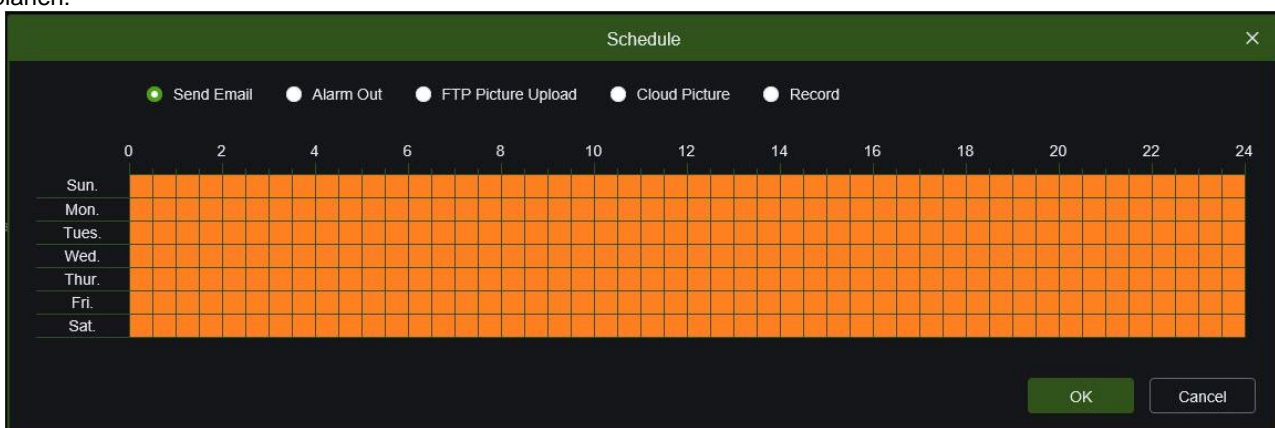 planen.
Schedule
Send Email Alarm Out FTP Picture Upload Cloud Picture Record
0 2 4 6 8 10 12 14 16 18 20 22 24
Sun.
Mon.
Tues.
Wed.
Thur.
Fri.
Sat.
OK Cancel